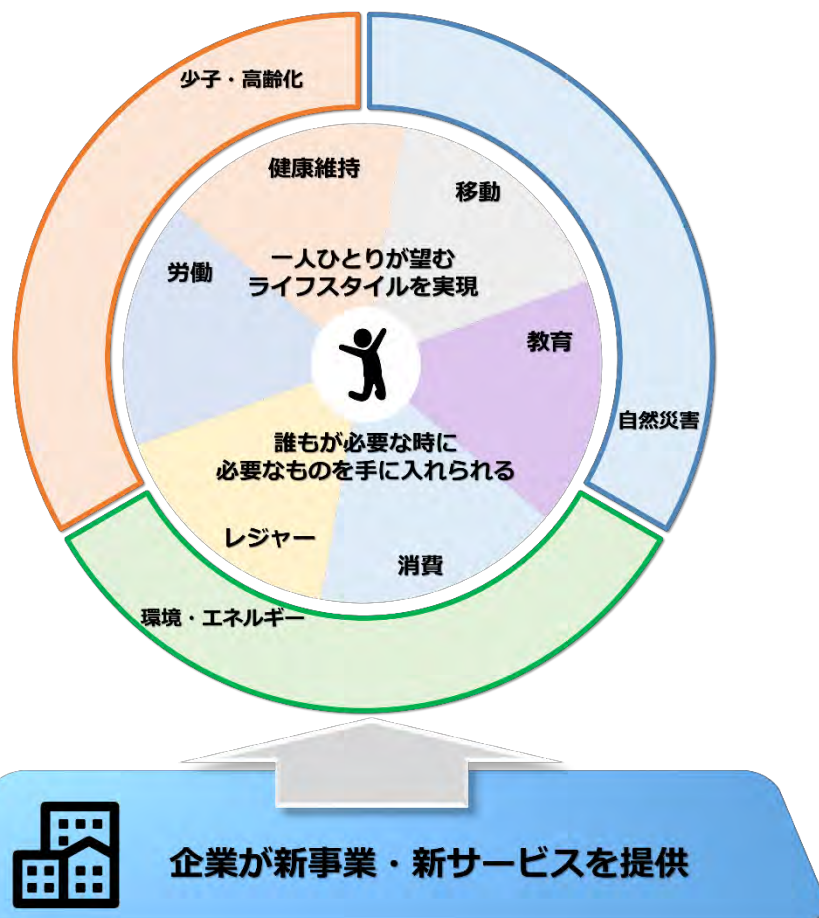 少子・高齢化
健康維持
移動
一人ひとりが望む
ライフスタイルを実現
労働
教育
自然災害
誰もが必要な時に
必要なものを手に入れられる
レジャー
消費
環境・エネルギー
企業が新事業・新サービスを提供